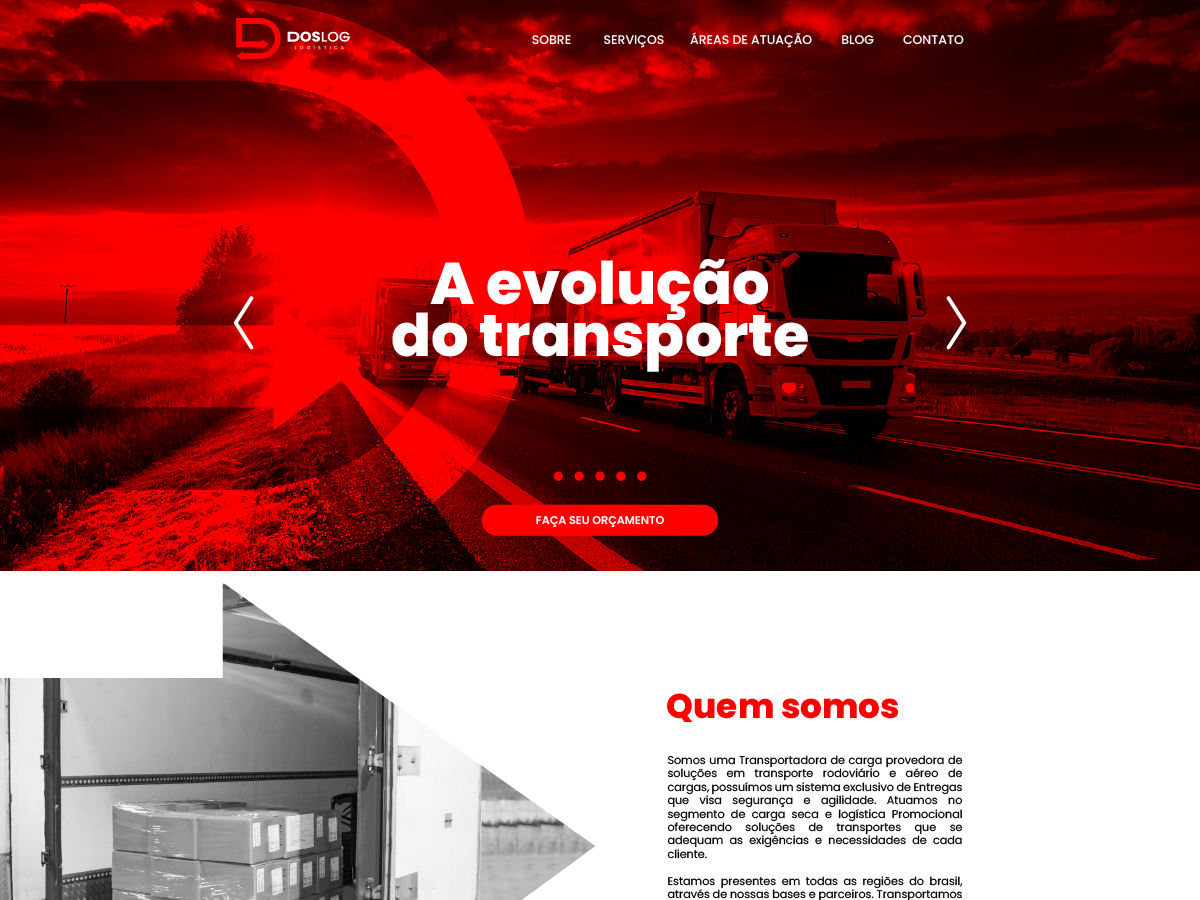 DOSLOG
·LOGÍSTICA·
SOBRE SERVIÇOS ÁREAS DE ATUAÇÃO BLOG CONTATO
A evolução
do transporte
FAÇA SEU ORÇAMENTO
Quem somos
Somos uma Transportadora de carga provedora de
soluções em transporte rodoviário e aéreo de
cargas, possuímos um sistema exclusivo de Entregas
que visa segurança e agilidade. Atuamos no
segmento de carga seca e logística Promocional
oferecendo soluções de transportes que se
adequam as exigências e necessidades de cada
cliente.
Estamos presentes em todas as regiões do brasil,
através de nossas bases e parceiros. Transportamos